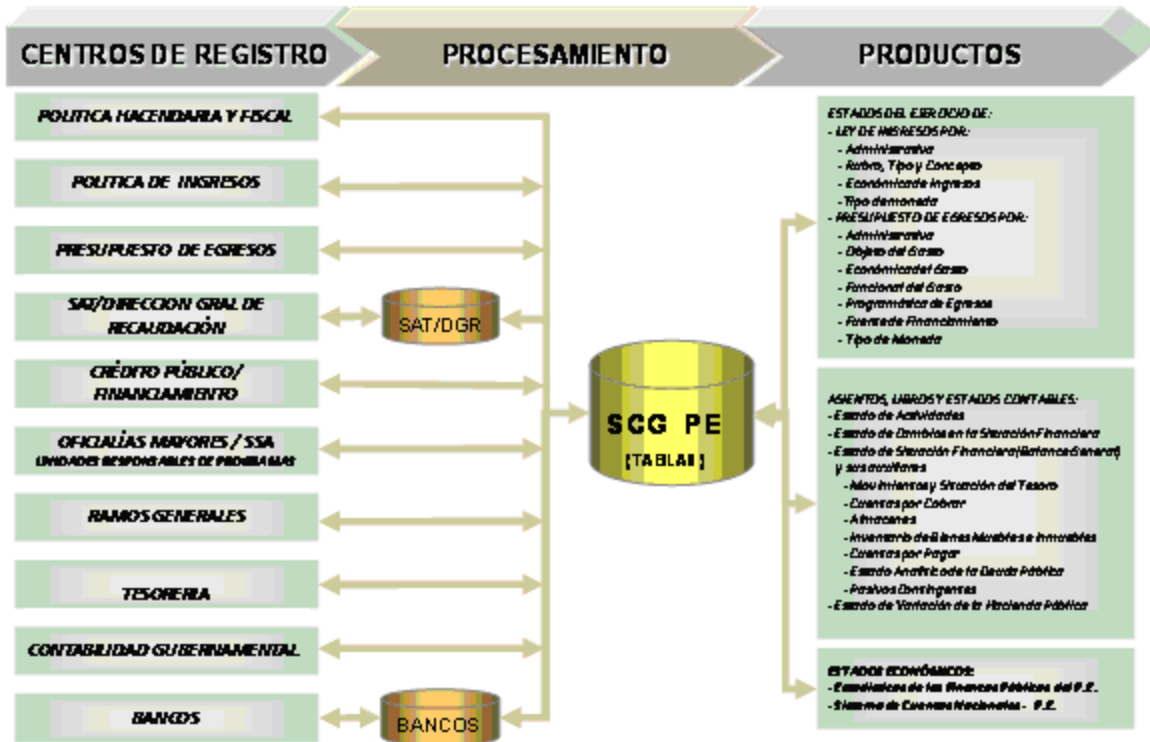 CENTROS DE REGISTRO
PROCESAMIENTO
PRODUCTOS
POLITICA HACENDARIA Y FISCAL
POLITICA DE INGRESOS
PRESUPUESTO DE EGRESOS
SAT/DIRECCION GRAL DE
RECAUDACIÓN
CRÉDITO PÚBLICO/
FINANCIAMIENTO
OFICIALÍAS MAYORES / SSA
UNIDADES RESPONSABLES DE PROGRAMAS
RAMOS GENERALES
TESORERIA
CONTABILIDAD GUBERNAMENTAL
BANCOS
SAT/DGR
BANCOS
SCG PE
(TABLAS)
ESTADOS DEL EJERCICIO DE:
- LEY DE INGRESOS POR:
- Administrativa
- Rubro, Tipo y Concepto
- Económica de Ingresos
- Tipo de moneda
- PRESUPUESTO DE EGRESOS POR:
- Administrativa
- Objeto del Gasto
- Económica del Gasto
- Funcional del Gasto
- Programática de Egresos
- Fuente de Financiamiento
- Tipo de Moneda
ASIENTOS, LIBROS Y ESTADOS CONTABLES:
- Estado de Actividades
- Estado de Cambios en la Situación Financiera
- Estado de Situación Financiera (Balance General)
y sus auxiliares
- Movimientos y Situación del Tesoro
- Cuentas por Cobrar
- Almacenes
- Inventario de Bienes Muebles e Inmuebles
- Cuentas por Pagar
- Estado Analítico de la Deuda Pública
- Pasivos Contingentes
- Estado de Variación de la Hacienda Pública
ESTADOS ECONÓMICOS:
- Estadísticas de las Finanzas Públicas del P.E.
- Sistema de Cuentas Nacionales - P.E.